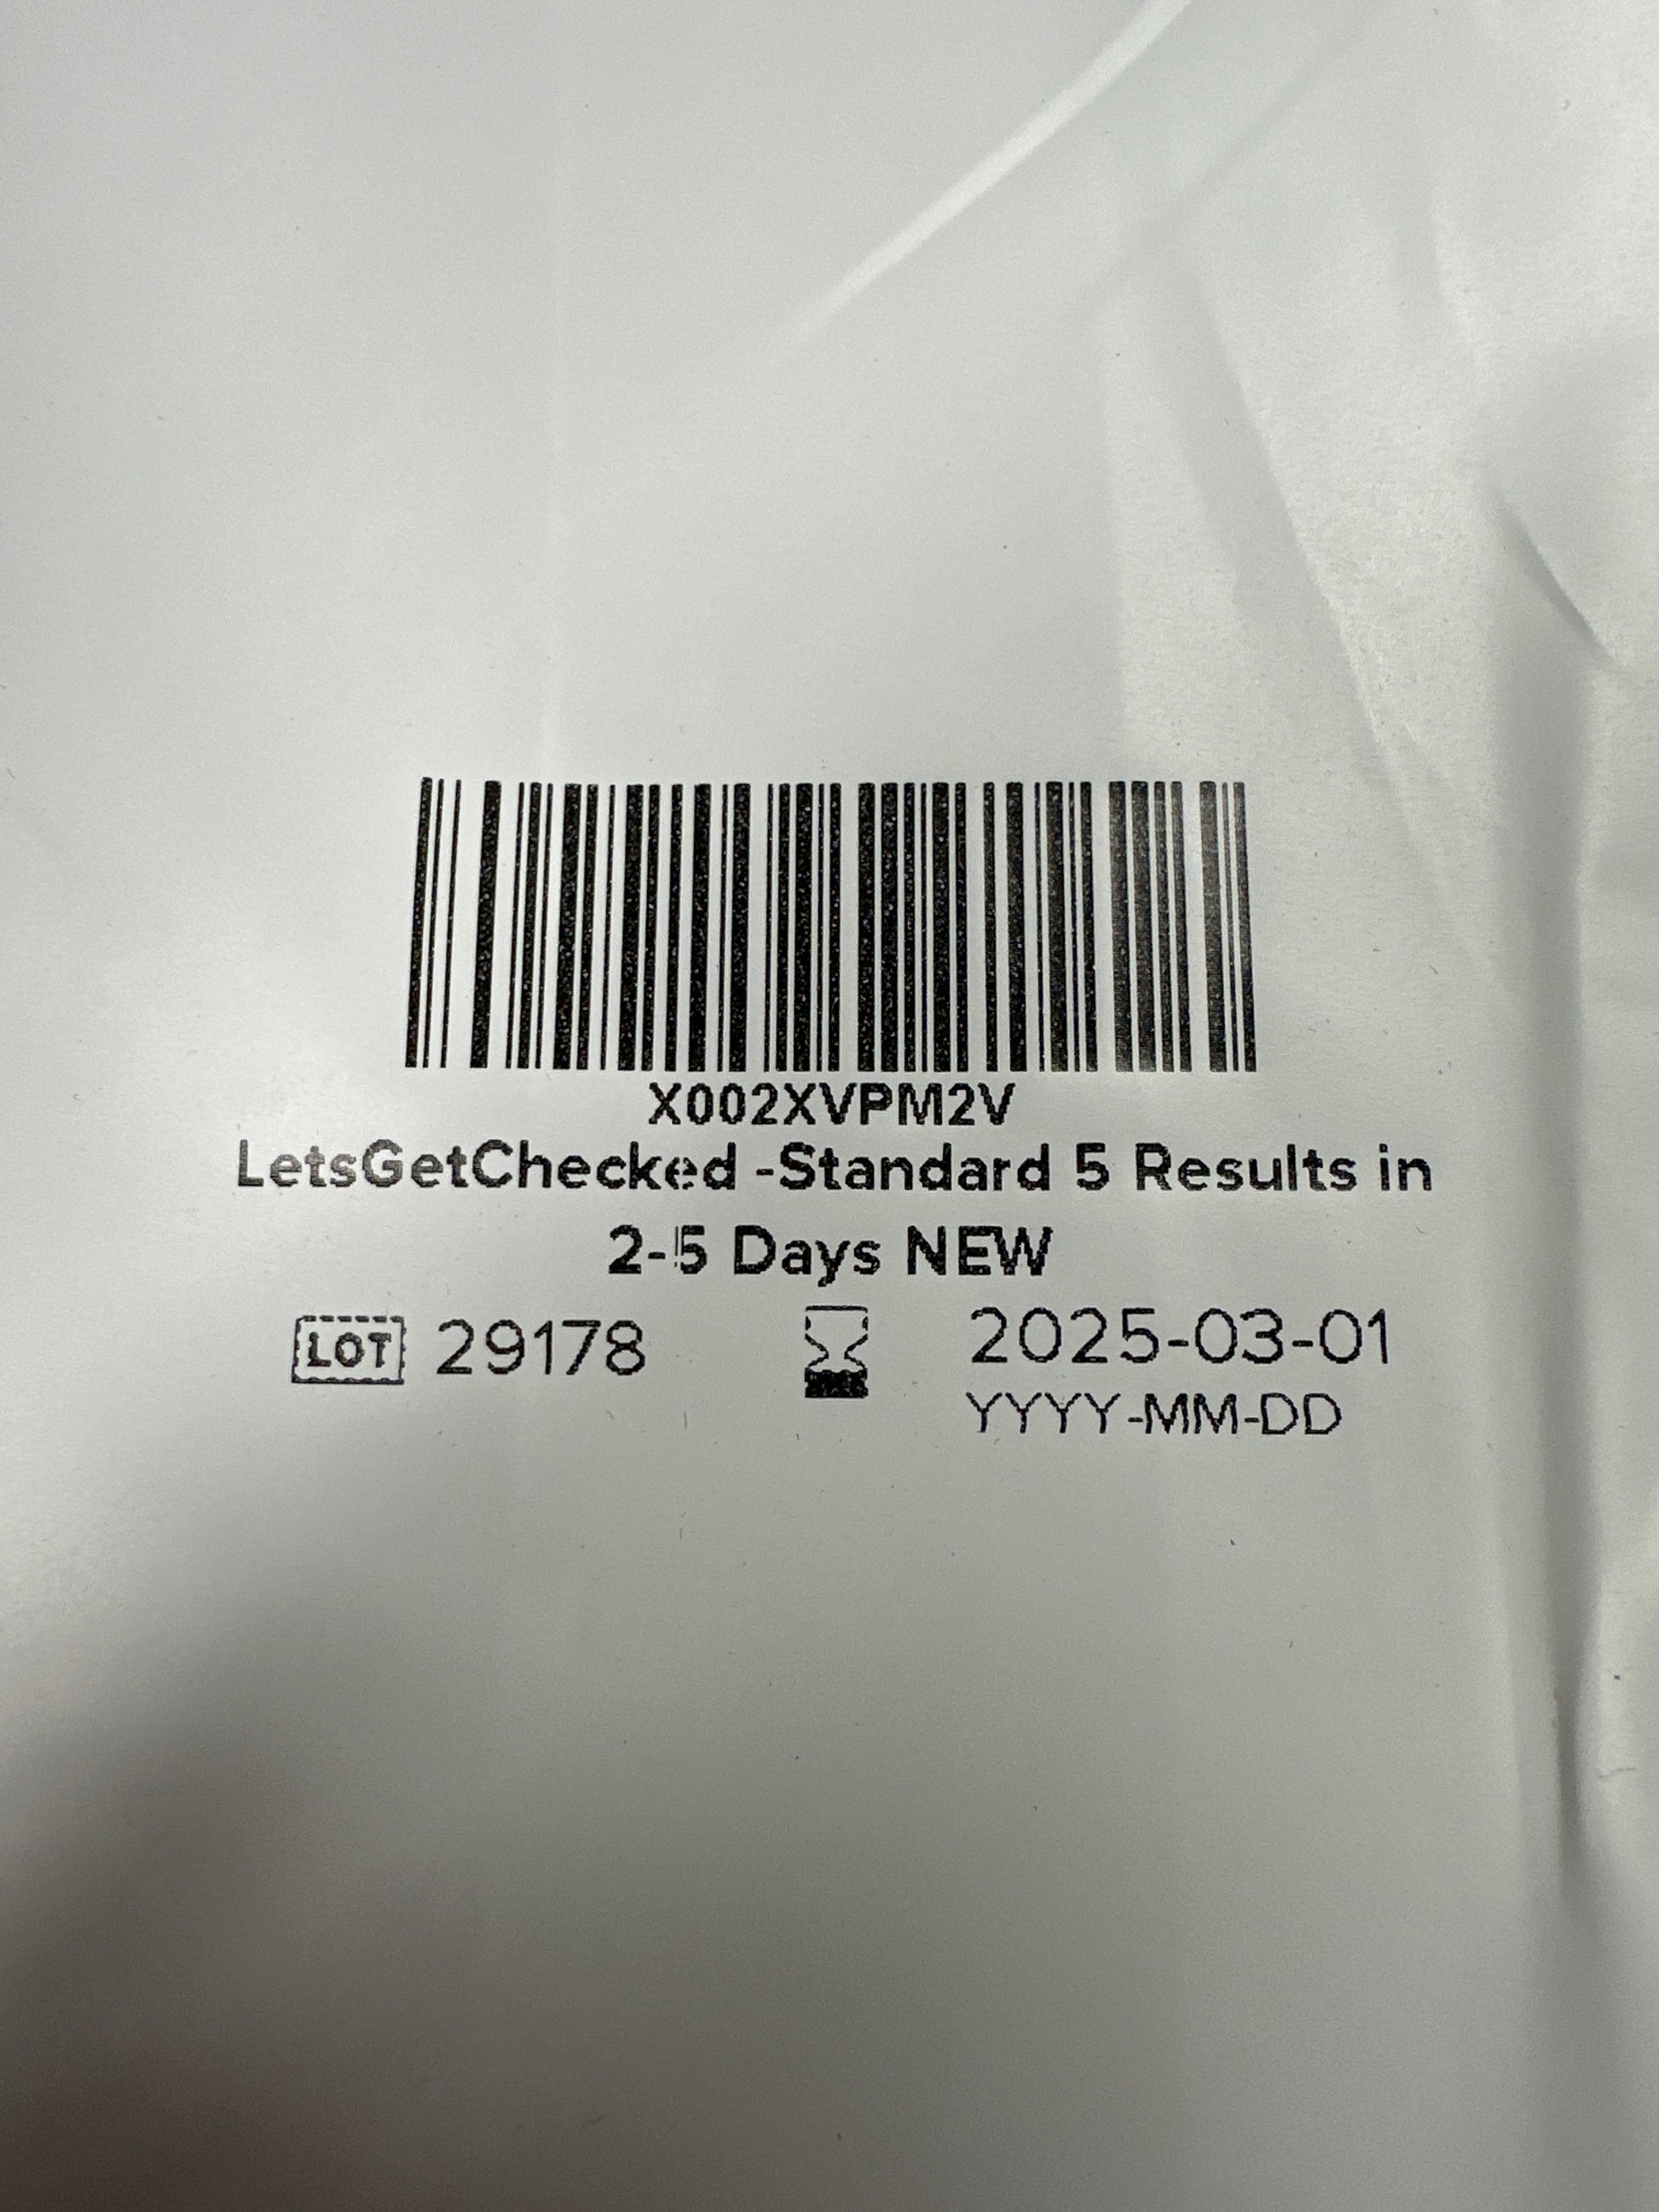 X002XVPM2V
LetsGetChecked -Standard 5 Results in
2-5 Days NEW
LOT 29178 2025-03-01
YYYY-MM-DD